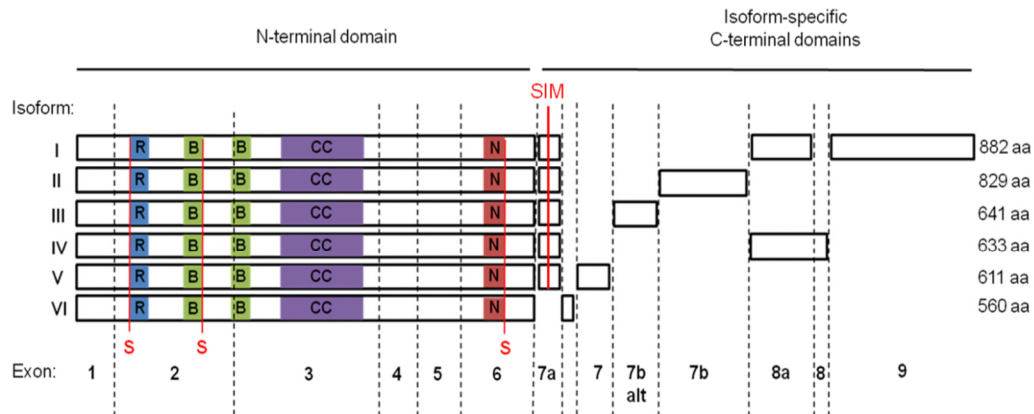 N-terminal domain
Isoform-specific
C-terminal domains
SIM
Isoform:
I R B B CC N 882 aa
II R B B CC N 829 aa
III R B B CC N 641 aa
IV R B B CC N 633 aa
V R B B CC N 611 aa
VI R B B CC N 560 aa
S S S
Exon: 1 2 3 4 5 6 7a 7 7b 7b 8a 8 9
alt